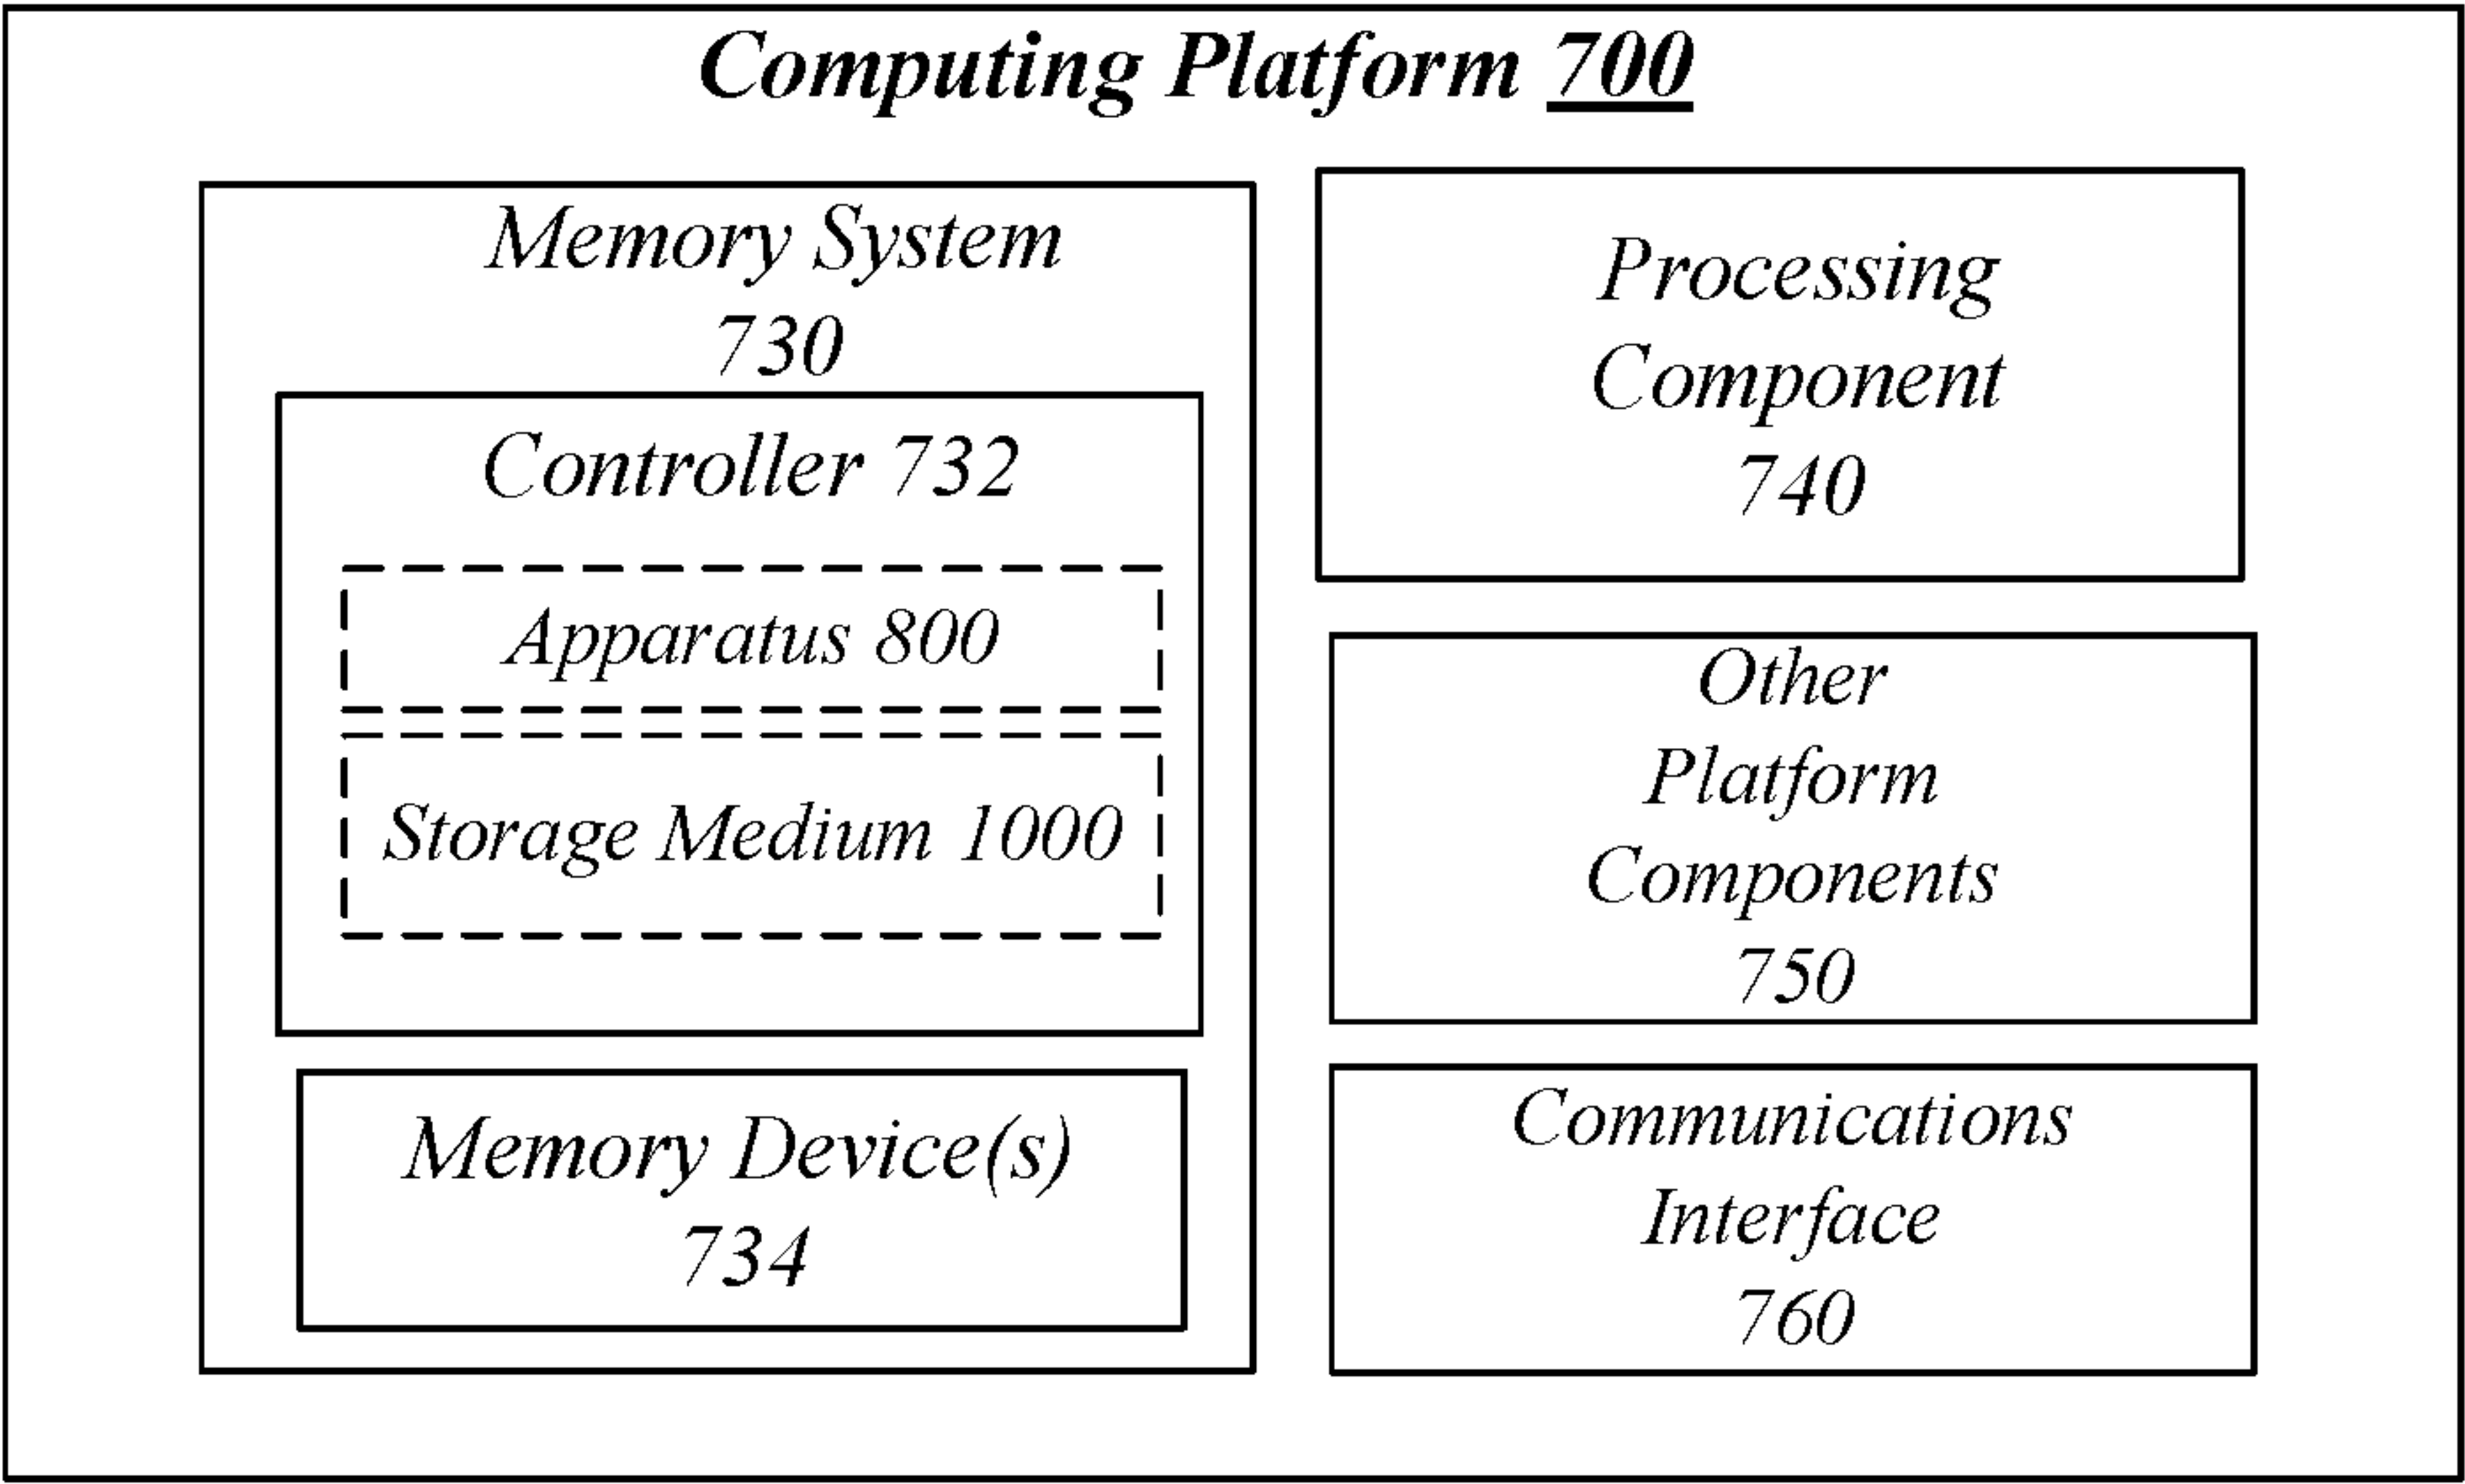 Computing Platform 700
Memory System
730
Controller 732
Apparatus 800
Storage Medium 1000
Memory Device(s)
734
Processing
Component
740
Other
Platform
Components
750
Communications
Interface
760